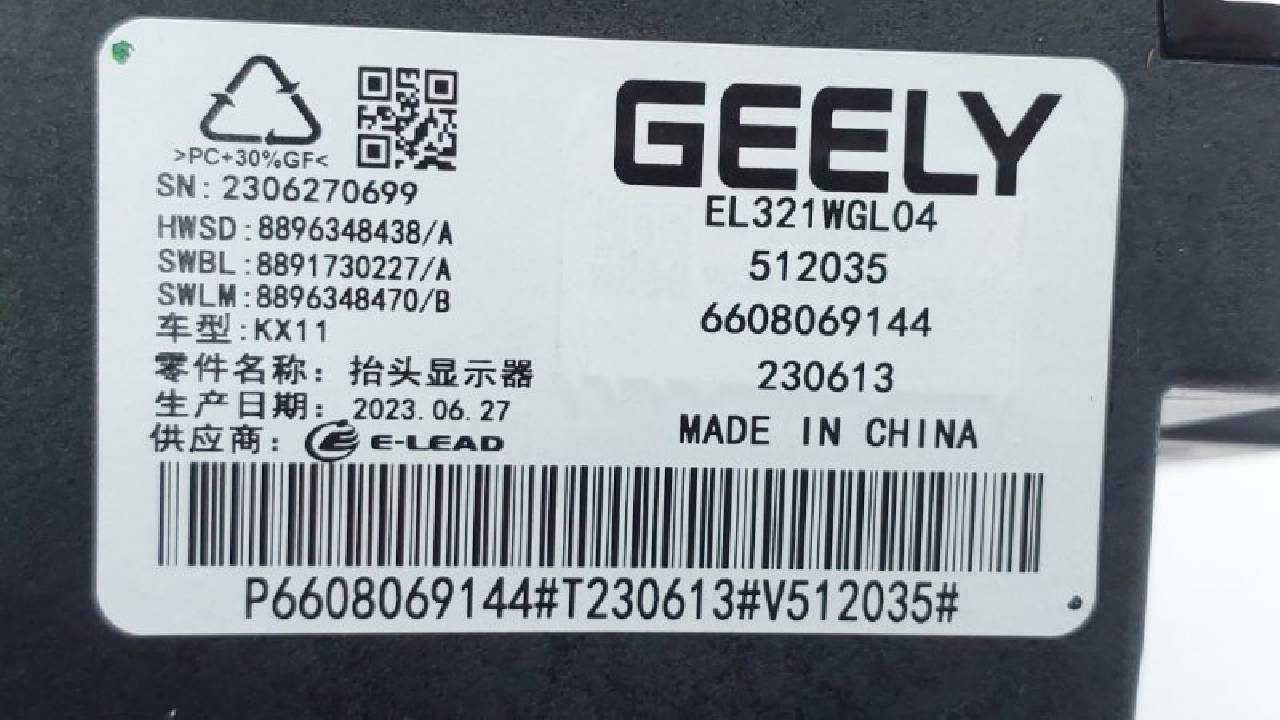 >PC+30%GF<
SN: 2306270699
HWSD:8896348438/A
SWBL:8891730227/A
SWLM:8896348470/B
车型:KX11
零件名称: 抬头显示器
生产日期: 2023.06.27
供应商: E-LEAD
GEELY
EL321WGL04
512035
6608069144
230613
MADE IN CHINA
P6608069144#T230613#V512035#